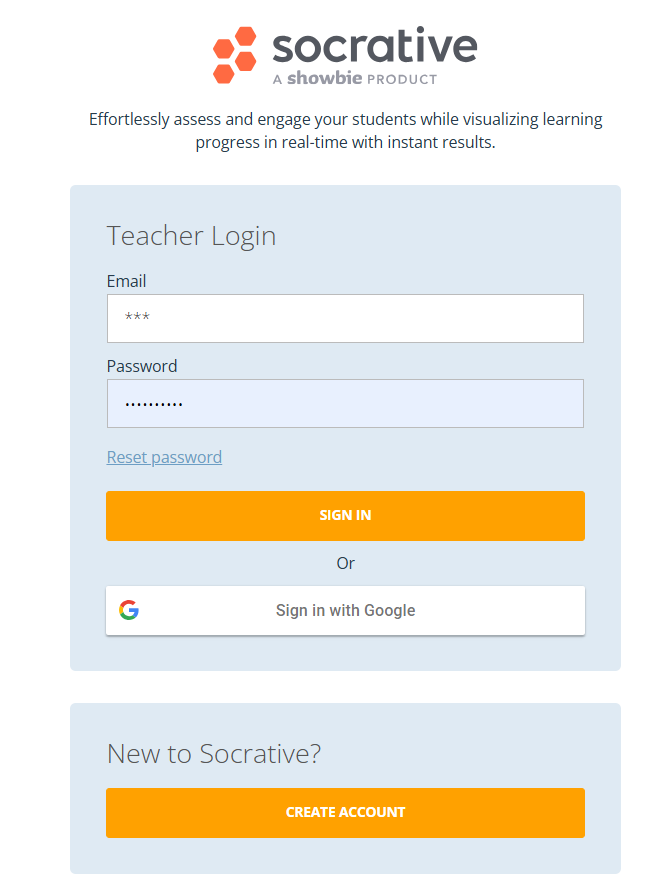 socrative
A showbie PRODUCT
Effortlessly assess and engage your students while visualizing learning
progress in real-time with instant results.
Teacher Login
Email
***
Password
••••••••••
Reset password
SIGN IN
Or
Sign in with Google
New to Socrative?
CREATE ACCOUNT